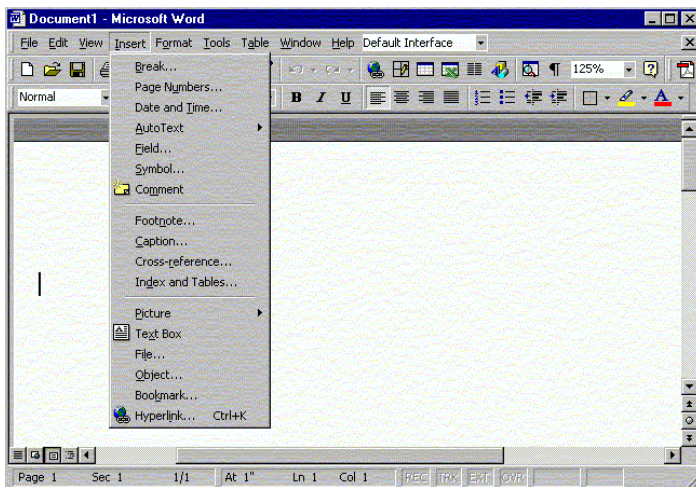 Document1 - Microsoft Word
File Edit View Insert Format Tools Table Window Help Default Interface
125%
Normal B I U A
Break...
Page Numbers...
Date and Time...
AutoText
Field...
Symbol...
Comment
Footnote...
Caption...
Cross-reference...
Index and Tables...
Picture
Text Box
File...
Object...
Bookmark...
Hyperlink... Ctrl+K
Page 1 Sec 1 1/1 At 1" Ln 1 Col 1 REC TRK EXT OVR